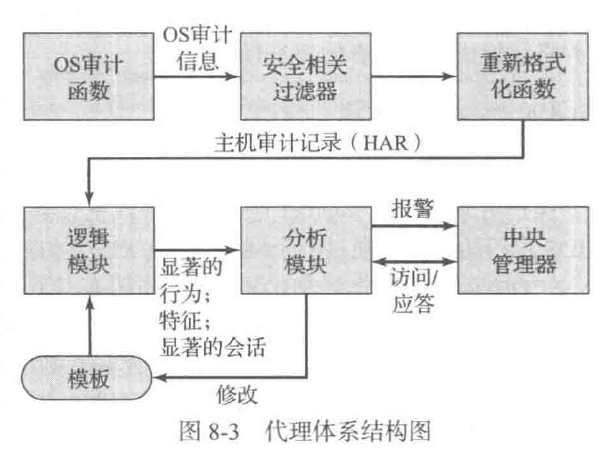 OS审计
函数
OS审计
信息
安全相关
过滤器
重新格式
化函数
主机审计记录（HAR）
逻辑
模块
显著的
行为；
特征；
显著的会话
分析
模块
报警
访问/
应答
中央
管理器
模板
修改
图 8-3 代理体系结构图